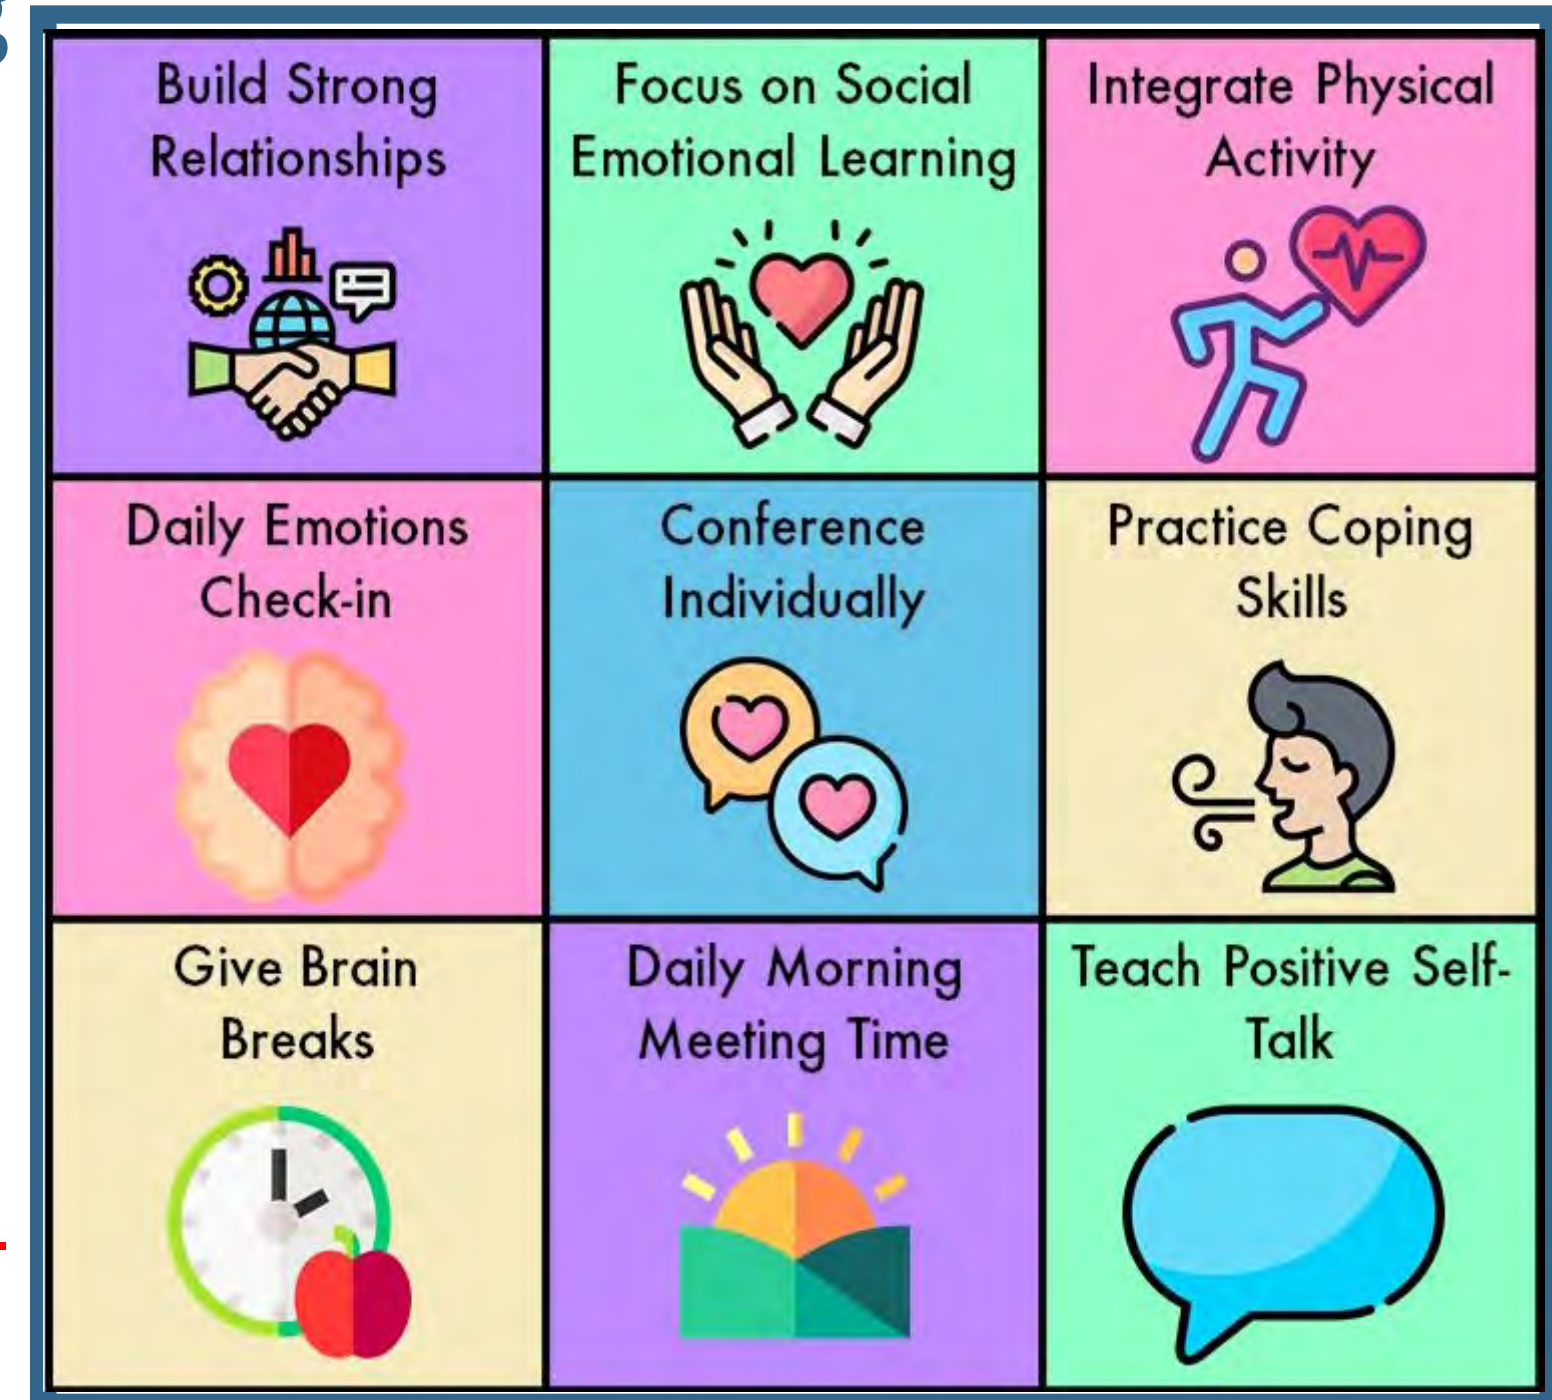 Build Strong
Relationships
Focus on Social
Emotional Learning
Integrate Physical
Activity
Daily Emotions
Check-in
Conference
Individually
Practice Coping
Skills
Give Brain
Breaks
Daily Morning
Meeting Time
Teach Positive Self-
Talk